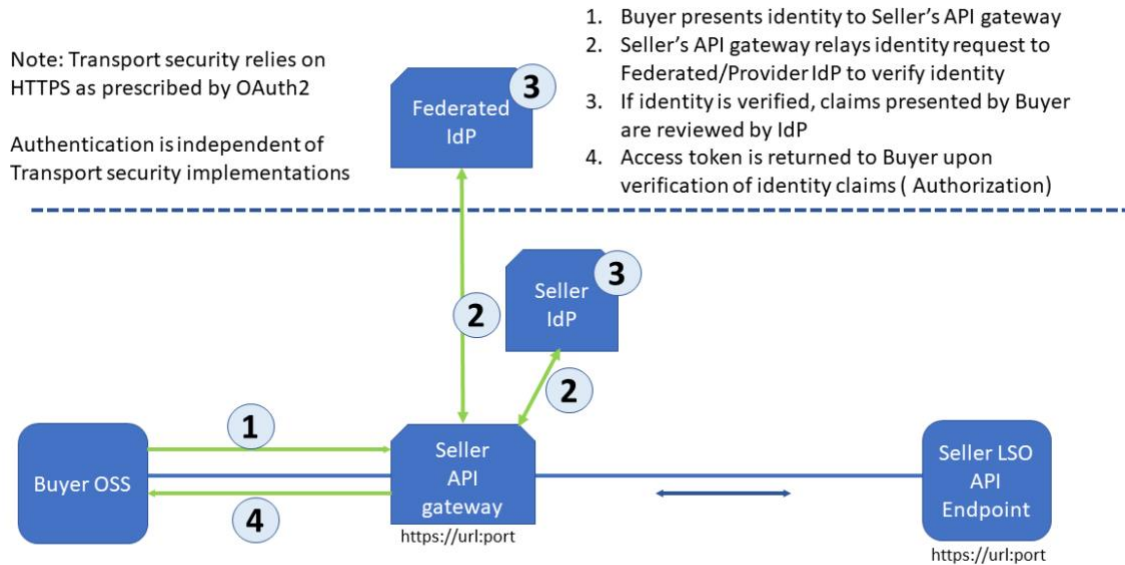 Note: Transport security relies on
HTTPS as prescribed by OAuth2
Authentication is independent of
Transport security implementations
1. Buyer presents identity to Seller's API gateway
2. Seller's API gateway relays identity request to
Federated/Provider IdP to verify identity
3. If identity is verified, claims presented by Buyer
are reviewed by IdP
4. Access token is returned to Buyer upon
verification of identity claims ( Authorization)
3
Federated
IdP
3
Seller
IdP
2
2
1
Buyer OSS
4
Seller
API
gateway
https://url:port
Seller LSO
API
Endpoint
https://url:port